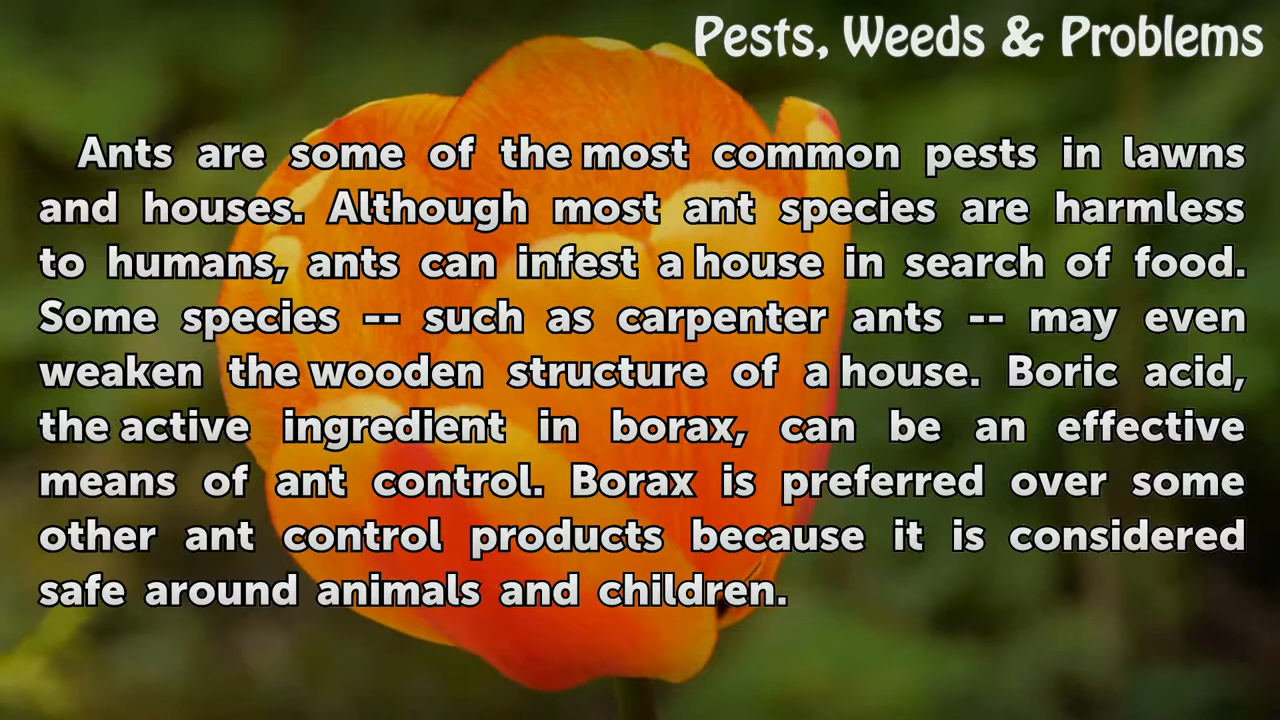 Pests, Weeds & Problems
Ants are some of the most common pests in lawns
and houses. Although most ant species are harmless
to humans, ants can infest a house in search of food.
Some species -- such as carpenter ants -- may even
weaken the wooden structure of a house. Boric acid,
the active ingredient in borax, can be an effective
means of ant control. Borax is preferred over some
other ant control products because it is considered
safe around animals and children.